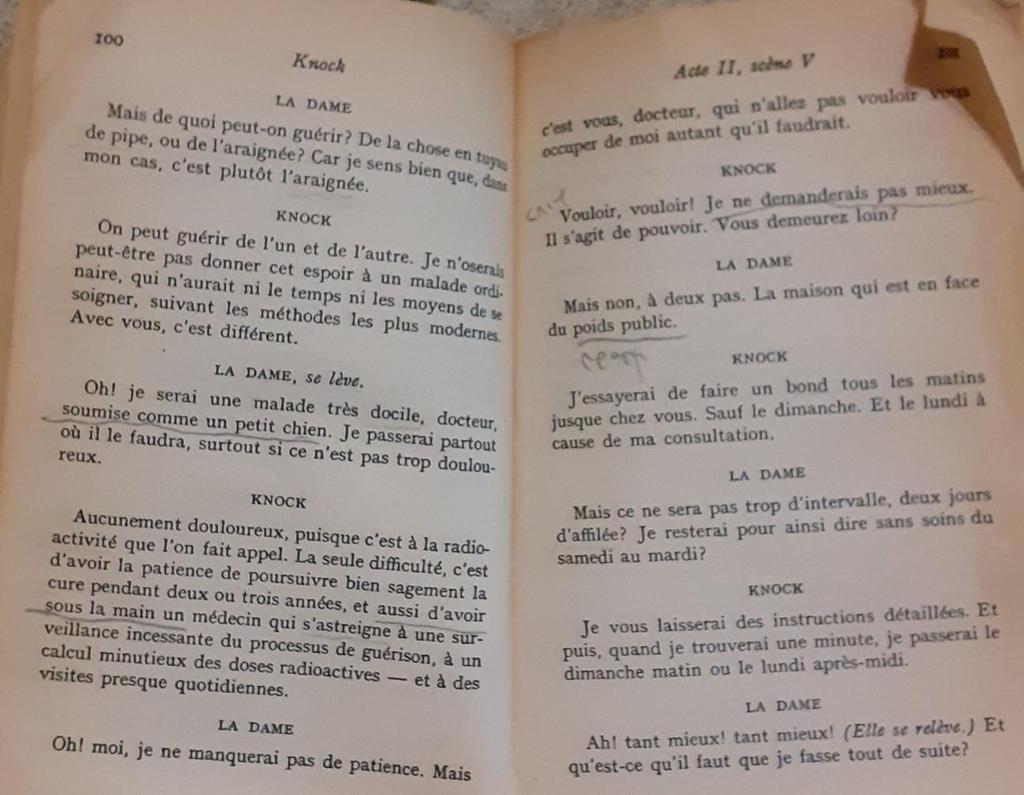 100
Knock
LA DAME
Mais de quoi peut-on guérir? De la chose en tuyau
de pipe, ou de l'araignée? Car je sens bien que, dans
mon cas, c'est plutôt l'araignée.
KNOCK
On peut guérir de l'un et de l'autre. Je n'oserais
peut-être pas donner cet espoir à un malade ordi-
naire, qui n'aurait ni le temps ni les moyens de se
soigner, suivant les méthodes les plus modernes.
Avec vous, c'est différent.
LA DAME, se lève.
Oh! je serai une malade très docile, docteur,
soumise comme un petit chien. Je passerai partout
où il le faudra, surtout si ce n'est pas trop doulou-
reux.
KNOCK
Aucunement douloureux, puisque c'est à la radio-
activité que l'on fait appel. La seule difficulté, c'est
d'avoir la patience de poursuivre bien sagement la
cure pendant deux ou trois années, et aussi d'avoir
sous la main un médecin qui s'astreigne à une sur-
veillance incessante du processus de guérison, à un
calcul minutieux des doses radioactives — et à des
visites presque quotidiennes.
LA DAME
Oh! moi, je ne manquerai pas de patience. Mais
Acte II, scène V
101
c'est vous, docteur, qui n'allez pas vouloir vous
occuper de moi autant qu'il faudrait.
KNOCK
Vouloir, vouloir! Je ne demanderais pas mieux.
Il s'agit de pouvoir. Vous demeurez loin?
LA DAME
Mais non, à deux pas. La maison qui est en face
du poids public.
KNOCK
J'essayerai de faire un bond tous les matins
jusque chez vous. Sauf le dimanche. Et le lundi à
cause de ma consultation.
LA DAME
Mais ce ne sera pas trop d'intervalle, deux jours
d'affilée? Je resterai pour ainsi dire sans soins du
samedi au mardi?
KNOCK
Je vous laisserai des instructions détaillées. Et
puis, quand je trouverai une minute, je passerai le
dimanche matin ou le lundi après-midi.
LA DAME
Ah! tant mieux! tant mieux! (Elle se relève.) Et
qu'est-ce qu'il faut que je fasse tout de suite?